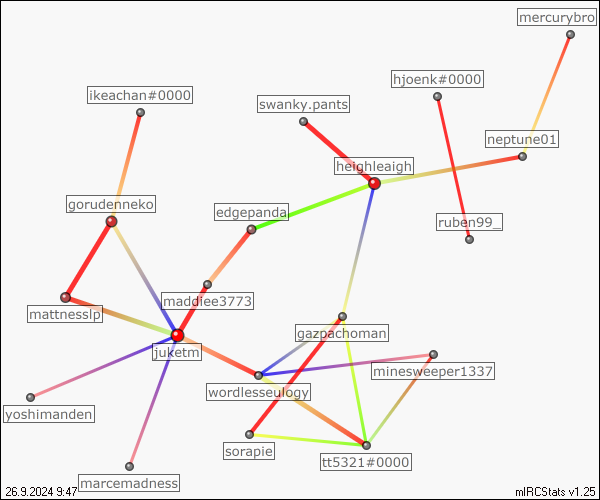 mercurybro
hjoenk#0000
ikeachan#0000
swanky.pants
neptune01
heighleaigh
gorudenneko
edgepanda
ruben99_
maddiee3773
mattnesslp
gazpachoman
juketm
minesweeper1337
wordlesseulogy
yoshimanden
sorapie
tt5321#0000
marcemadness
26.9.2024 9:47
mIRCStats v1.25